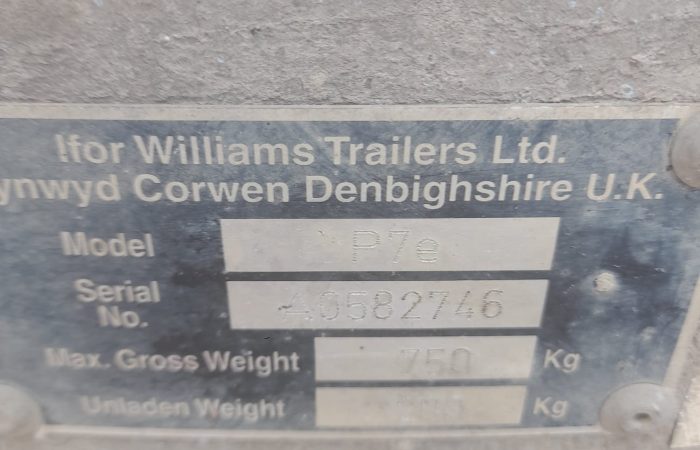 Ifor Williams Trailers Ltd.
ynwyd Corwen Denbighshire U.K.
Model P7e
Serial
No. A0582746
Max. Gross Weight 750 Kg
Unladen Weight Kg